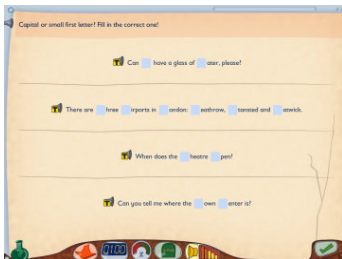 Capital or small first letter? Fill in the correct one!
Can have a glass of ater, please?
There are hree irports in ondon: eathrow, tansted and atwick.
When does the heatre pen?
Can you tell me where the own enter is?